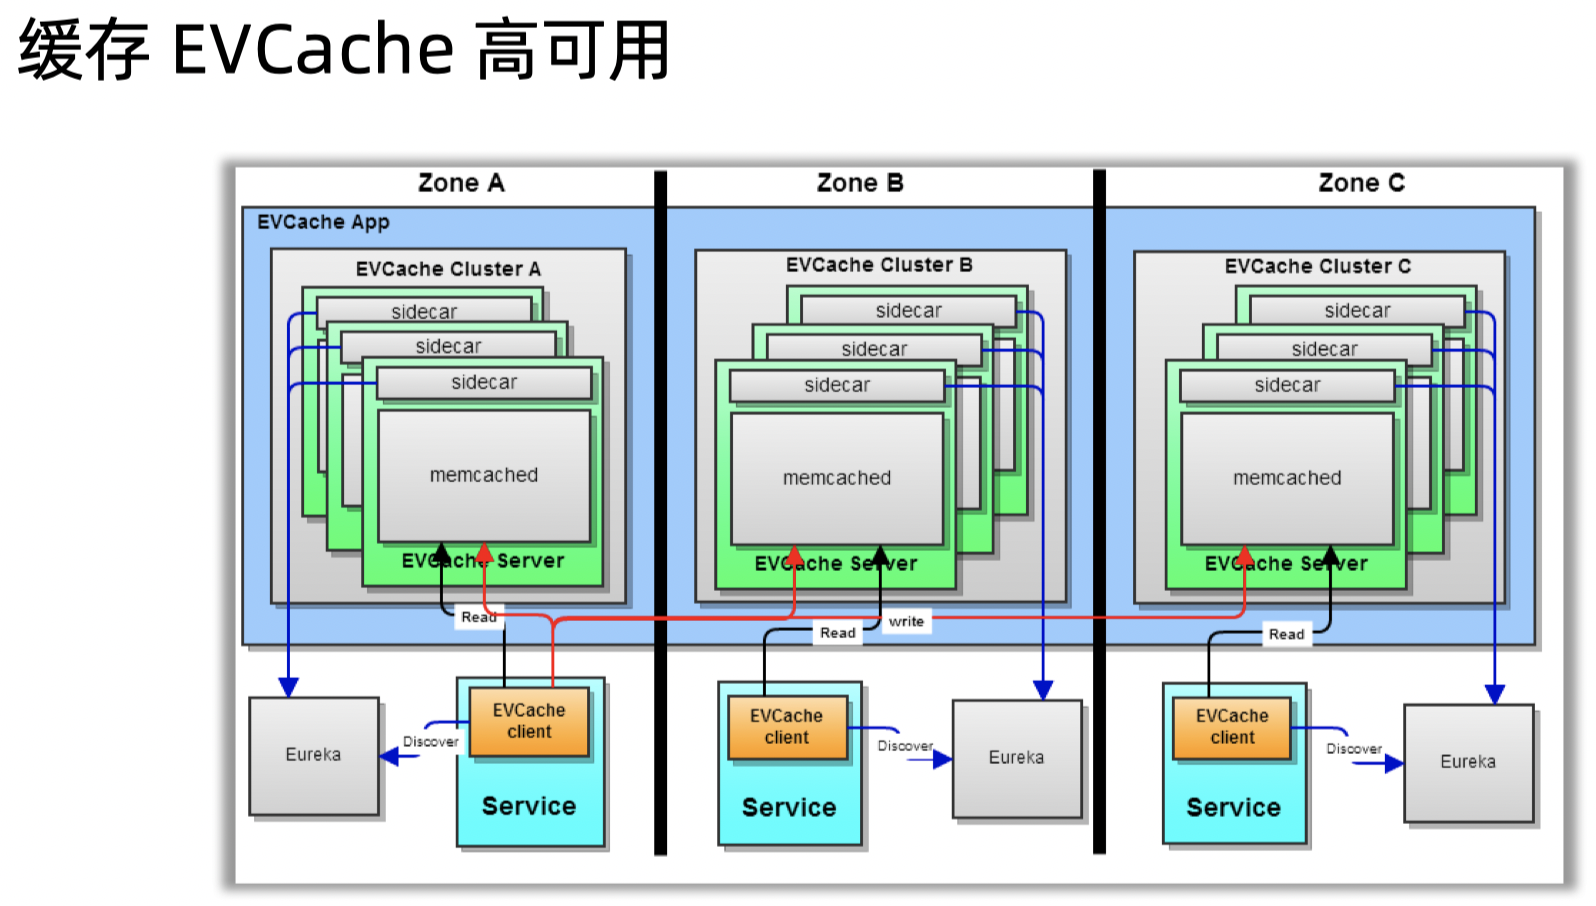 缓存 EVCache 高可用
Zone A
Zone B
Zone C
EVCache App
EVCache Cluster A
sidecar
sidecar
sidecar
memcached
EVCache Server
EVCache Cluster B
sidecar
sidecar
sidecar
memcached
EVCache Server
EVCache Cluster C
sidecar
sidecar
sidecar
memcached
EVCache Server
Read
Read
write
Read
Eureka
Discover
EVCache
client
Service
EVCache
client
Service
Discover
Eureka
EVCache
client
Service
Discover
Eureka